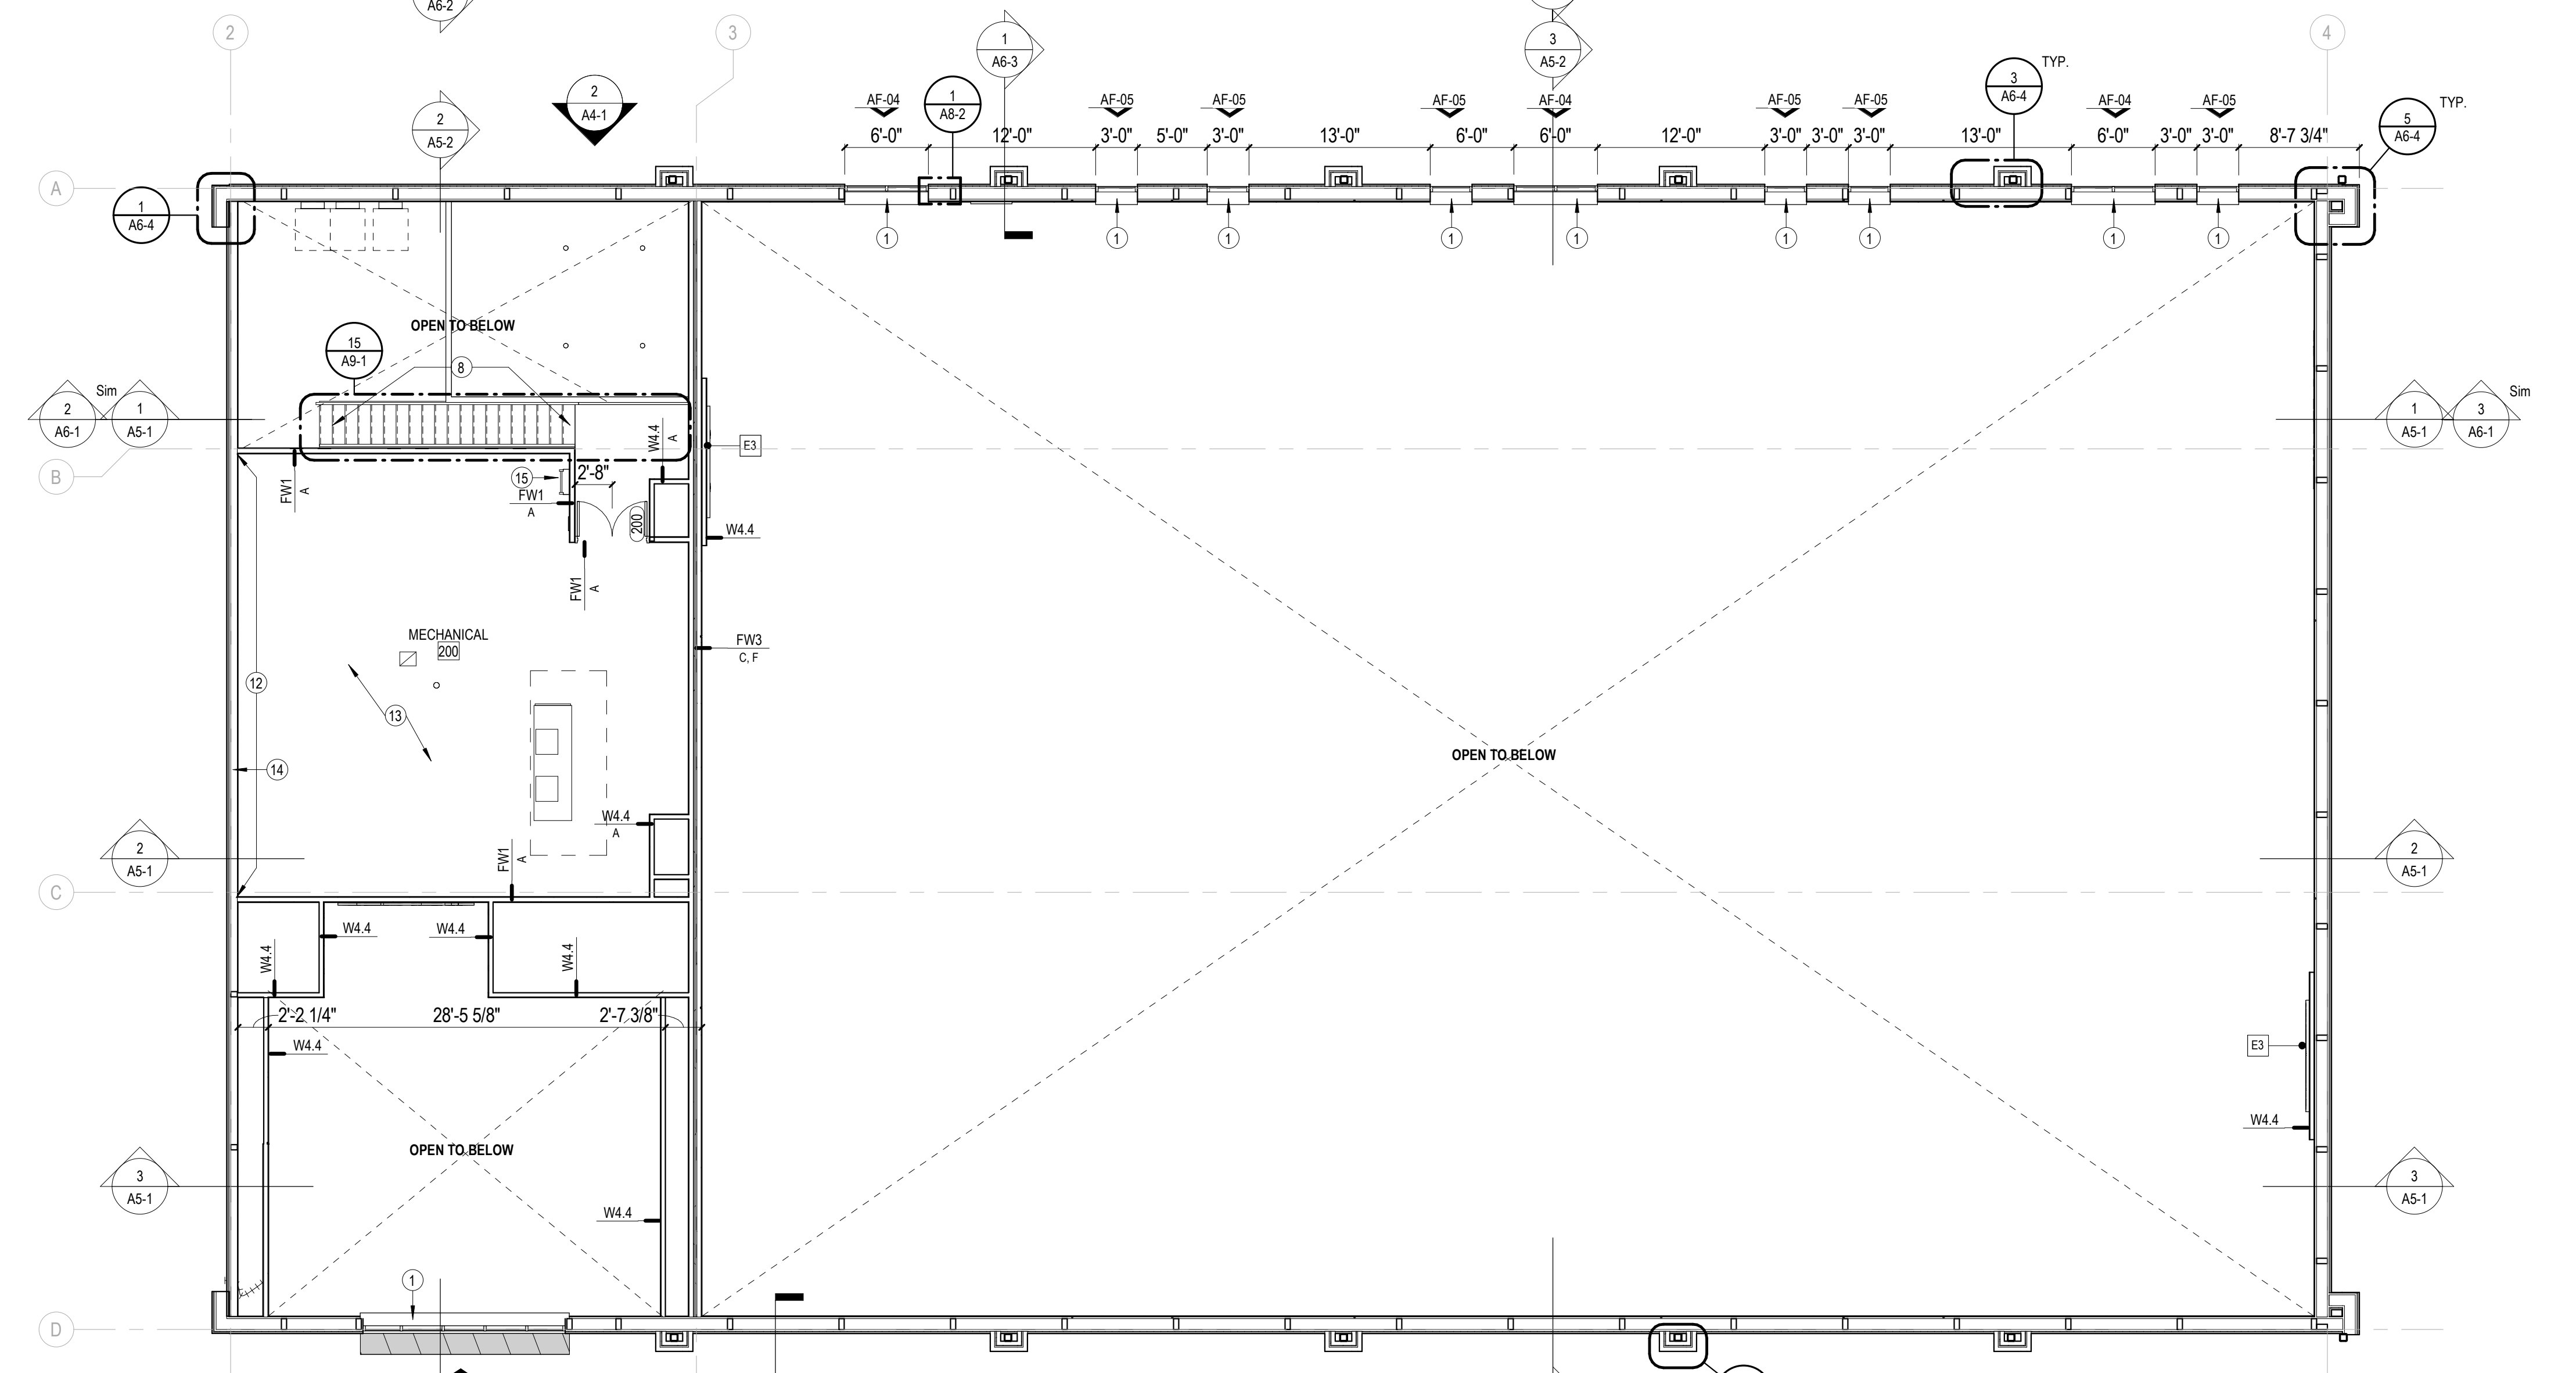 A6-2
2
3
4
1
A6-3
3
A5-2
3
A6-4
TYP.
2
A5-2
2
A4-1
AF-04
1
A8-2
AF-05
AF-05
AF-05
AF-04
AF-05
AF-05
AF-04
AF-05
5
A6-4
TYP.
6'-0"
12'-0"
3'-0"
5'-0"
3'-0"
13'-0"
6'-0"
6'-0"
12'-0"
3'-0"
3'-0"
3'-0"
13'-0"
6'-0"
3'-0"
3'-0"
8'-7 3/4"
A
1
A6-4
1
1
1
1
1
1
1
1
1
OPEN TO BELOW
15
A9-1
8
2
A6-1
Sim
1
A5-1
1
A5-1
3
A6-1
Sim
W4.4
A
E3
B
FW1
A
15
2'-8"
FW1
A
200
W4.4
FW1
A
MECHANICAL
200
FW3
C, F
12
13
14
OPEN TO BELOW
W4.4
A
2
A5-1
FW1
A
2
A5-1
C
W4.4
W4.4
W4.4
W4.4
2'-2 1/4"
28'-5 5/8"
2'-7 3/8"
W4.4
E3
W4.4
OPEN TO BELOW
3
A5-1
3
A5-1
W4.4
1
D